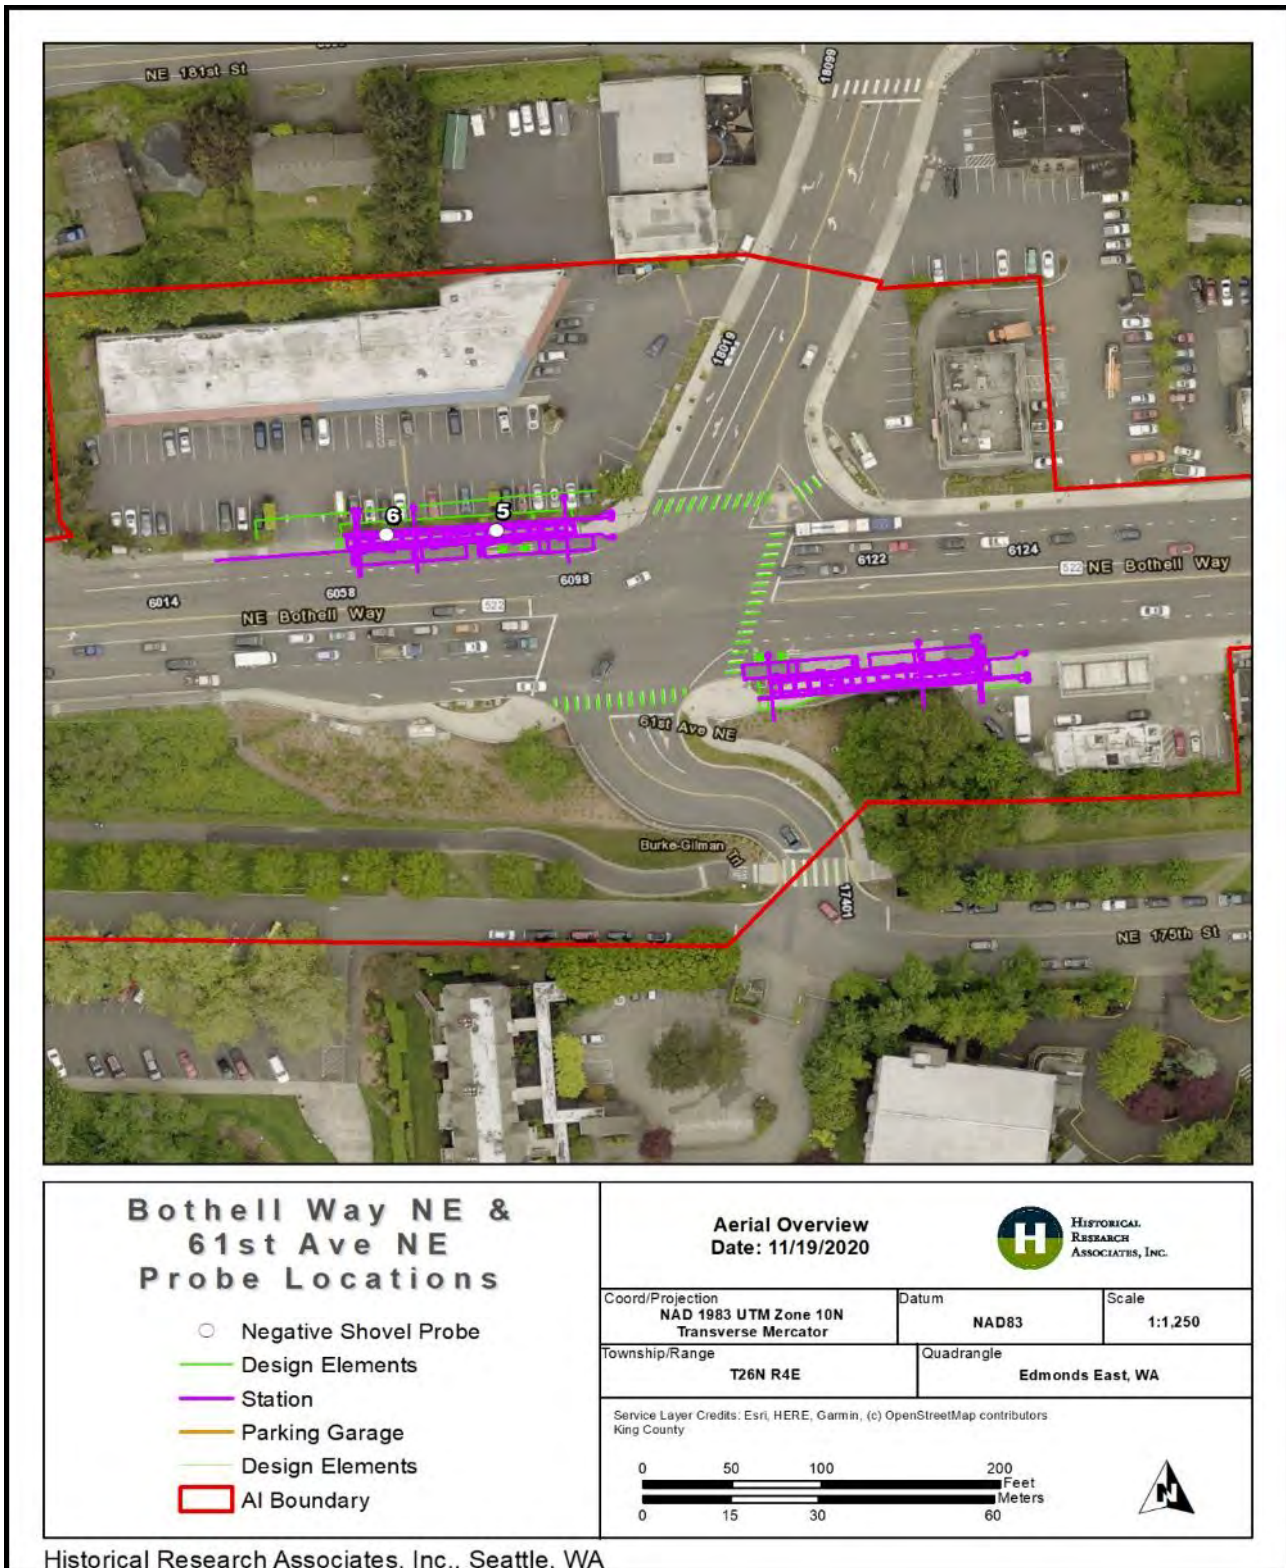 NE 181st St
18099
18019
6
5
6122
6124
522
NE Bothell Way
6014
6058
6098
NE Bothell Way
522
61st Ave NE
Burke-Gilman
Trl
17401
NE 175th St
Bothell Way NE &
61st Ave NE
Probe Locations
Negative Shovel Probe
Design Elements
Station
Parking Garage
Design Elements
AI Boundary
Aerial Overview
Date: 11/19/2020
H
HISTORICAL
RESEARCH
ASSOCIATES, INC.
Coord/Projection
NAD 1983 UTM Zone 10N
Transverse Mercator
Datum
NAD83
Scale
1:1,250
Township/Range
T26N R4E
Quadrangle
Edmonds East, WA
Service Layer Credits: Esri, HERE, Garmin, (c) OpenStreetMap contributors
King County
0 50 100 200
Feet
Meters
0 15 30 60
N
Historical Research Associates, Inc., Seattle, WA